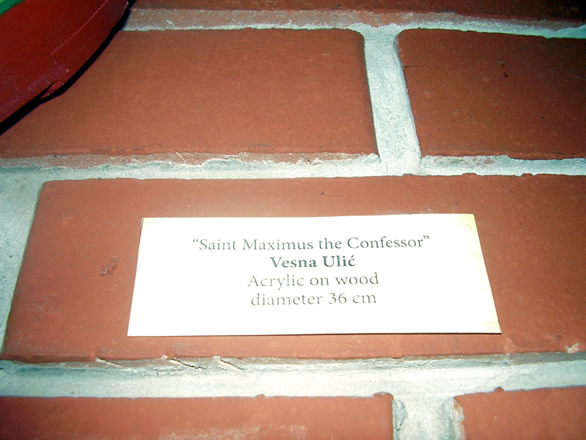 “Saint Maximus the Confessor”
Vesna Ulić
Acrylic on wood
diameter 36 cm